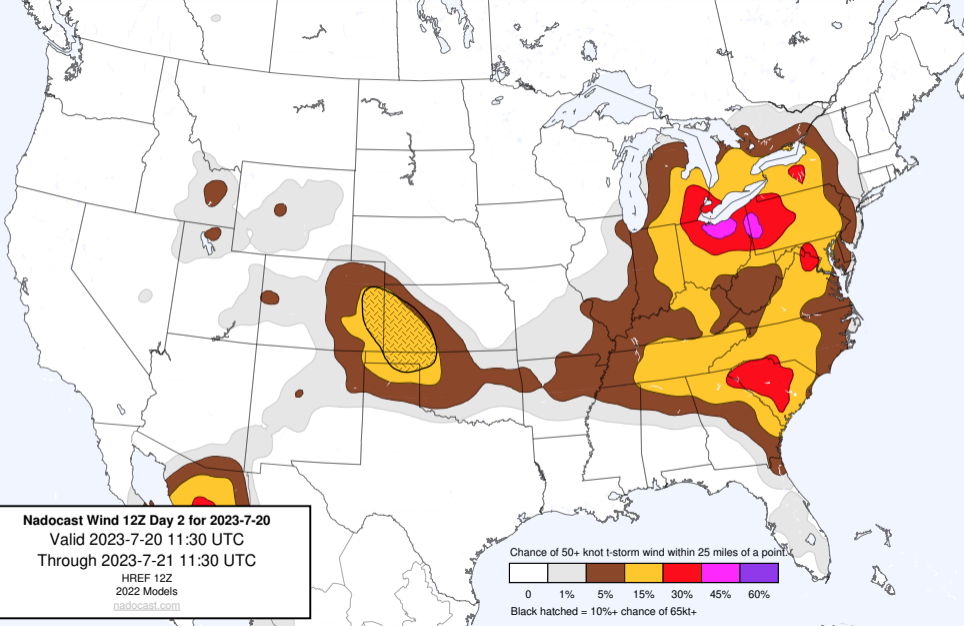 Nadocast Wind 12Z Day 2 for 2023-7-20
Valid 2023-7-20 11:30 UTC
Through 2023-7-21 11:30 UTC
HREF 12Z
2022 Models
nadocast.com
Chance of 50+ knot t-storm wind within 25 miles of a point.
0 1% 5% 15% 30% 45% 60%
Black hatched = 10%+ chance of 65kt+